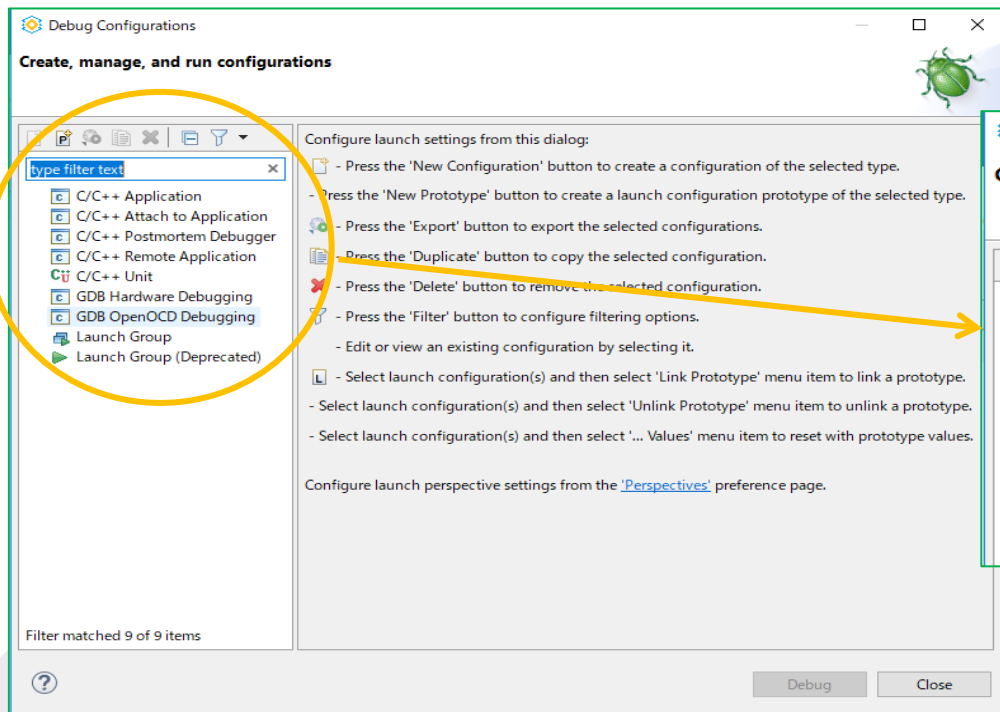 Debug Configurations
Create, manage, and run configurations
type filter text
C/C++ Application
C/C++ Attach to Application
C/C++ Postmortem Debugger
C/C++ Remote Application
C/C++ Unit
GDB Hardware Debugging
GDB OpenOCD Debugging
Launch Group
Launch Group (Deprecated)
Filter matched 9 of 9 items
Configure launch settings from this dialog:
- Press the 'New Configuration' button to create a configuration of the selected type.
- Press the 'New Prototype' button to create a launch configuration prototype of the selected type.
- Press the 'Export' button to export the selected configurations.
- Press the 'Duplicate' button to copy the selected configuration.
- Press the 'Delete' button to remove the selected configuration.
- Press the 'Filter' button to configure filtering options.
- Edit or view an existing configuration by selecting it.
- Select launch configuration(s) and then select 'Link Prototype' menu item to link a prototype.
- Select launch configuration(s) and then select 'Unlink Prototype' menu item to unlink a prototype.
- Select launch configuration(s) and then select '... Values' menu item to reset with prototype values.
Configure launch perspective settings from the 'Perspectives' preference page.
Debug
Close